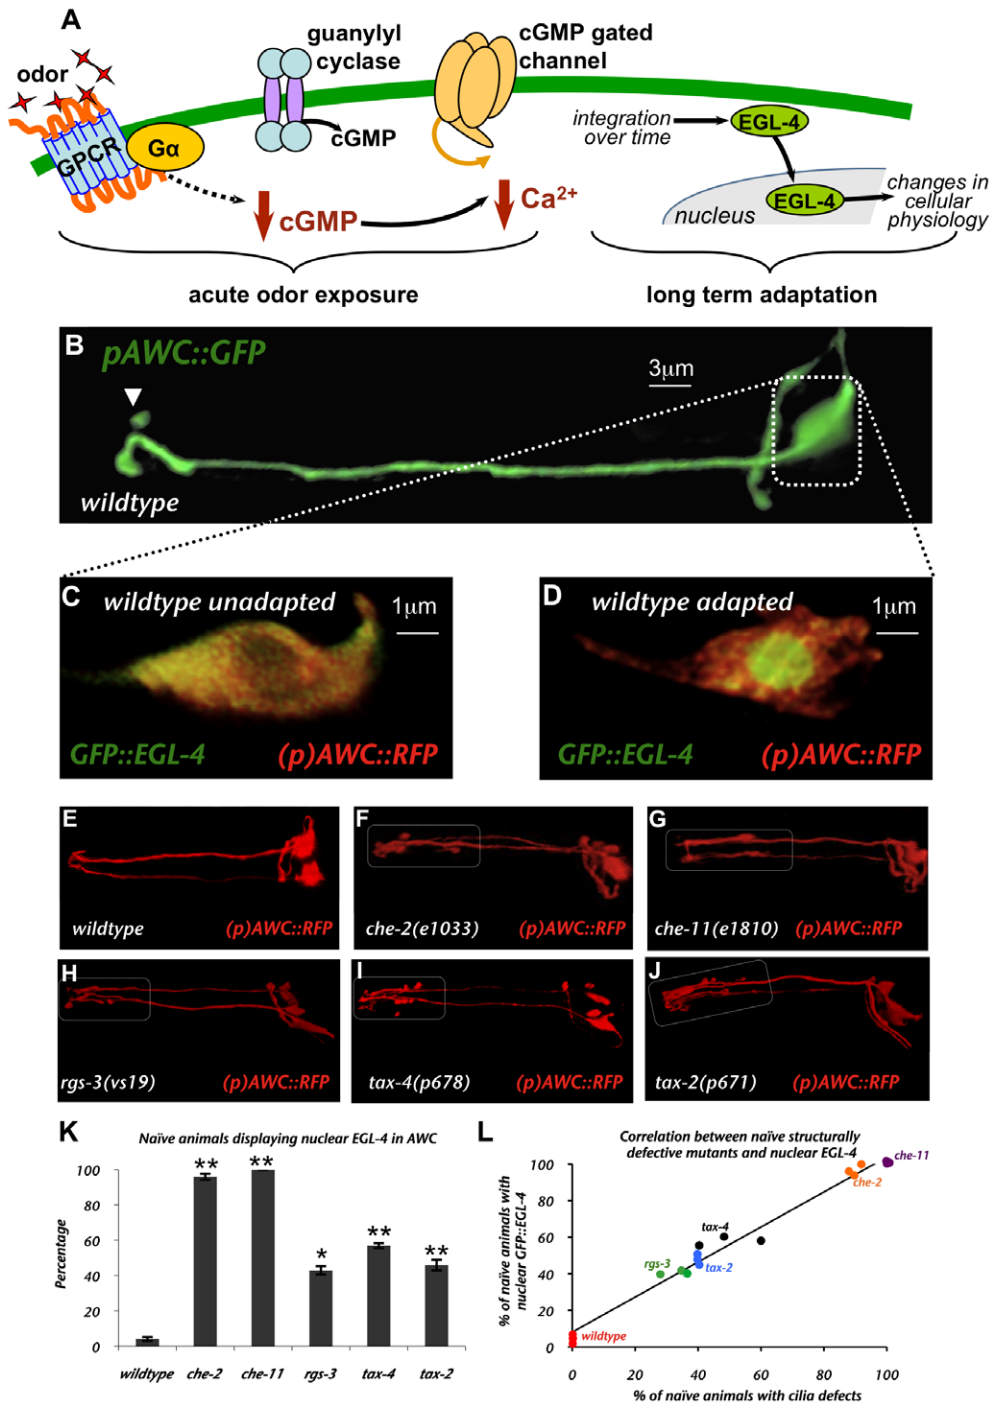 A
odor
GPCR
Gα
guanylyl
cyclase
cGMP
cGMP gated
channel
cGMP
Ca²⁺
integration
over time
EGL-4
EGL-4
nucleus
changes in
cellular
physiology
acute odor exposure
long term adaptation
B
pAWC::GFP
3µm
wildtype
C
wildtype unadapted
1µm
GFP::EGL-4
(p)AWC::RFP
D
wildtype adapted
1µm
GFP::EGL-4
(p)AWC::RFP
E
wildtype
(p)AWC::RFP
F
che-2(e1033)
(p)AWC::RFP
G
che-11(e1810)
(p)AWC::RFP
H
rgs-3(vs19)
(p)AWC::RFP
I
tax-4(p678)
(p)AWC::RFP
J
tax-2(p671)
(p)AWC::RFP
K
Naïve animals displaying nuclear EGL-4 in AWC
Percentage
100
80
60
40
20
0
**
**
*
**
**
wildtype che-2 che-11 rgs-3 tax-4 tax-2
L
Correlation between naïve structurally
defective mutants and nuclear EGL-4
% of naïve animals with
nuclear GFP::EGL-4
100
80
60
40
20
0
che-11
che-2
tax-4
rgs-3
tax-2
wildtype
0 20 40 60 80 100
% of naïve animals with cilia defects